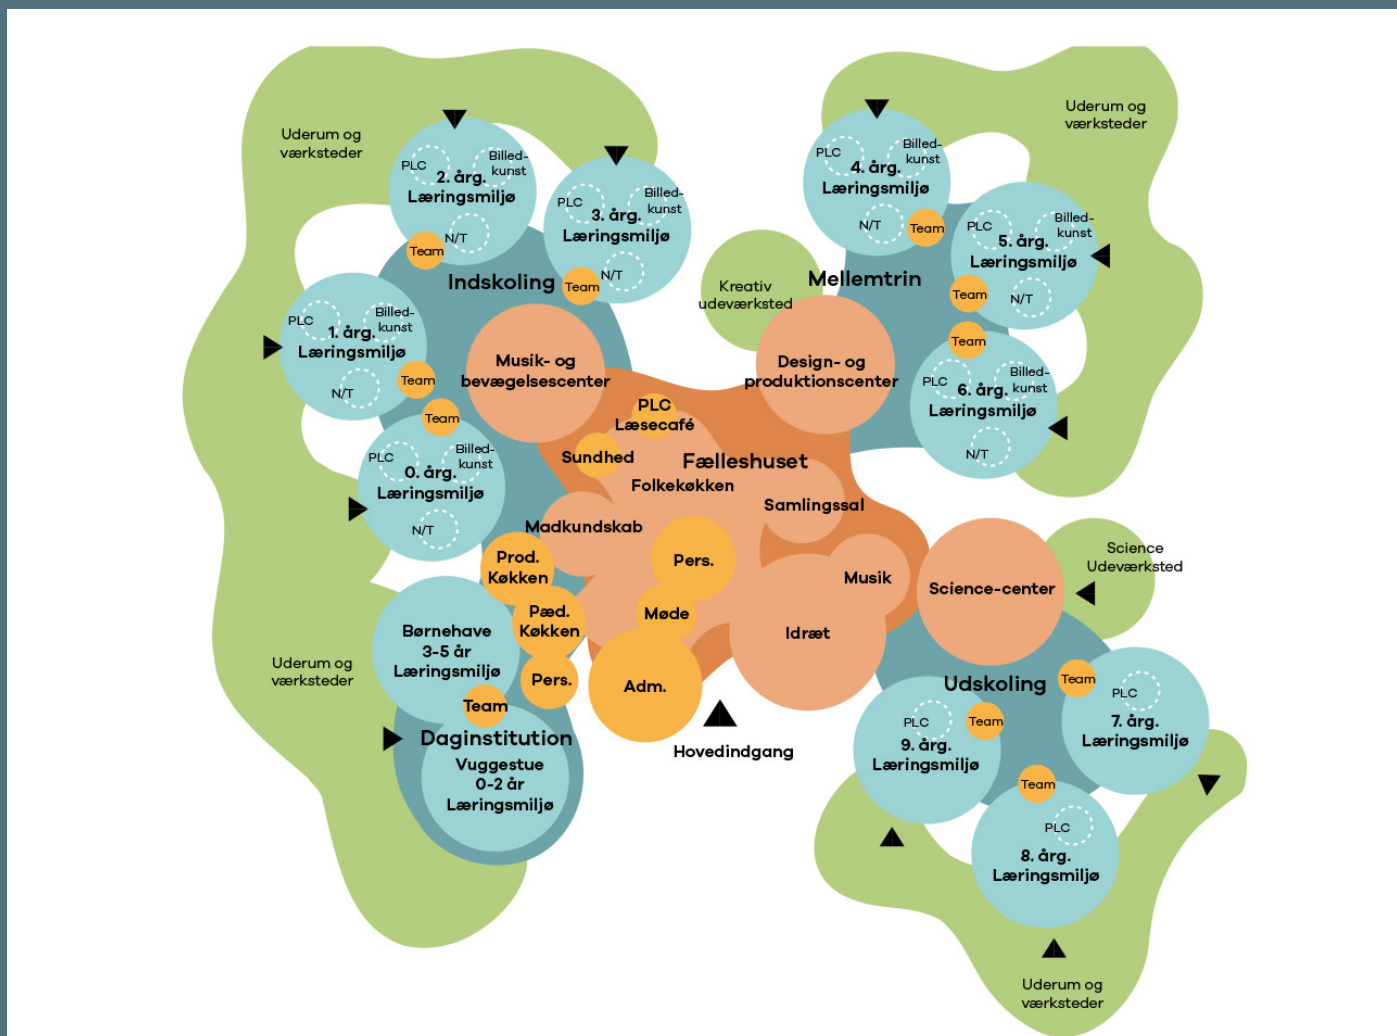 Uderum og
værksteder
PLC
Billed-
kunst
2. årg.
Læringsmiljø
N/T
Team
PLC
Billed-
kunst
3. årg.
Læringsmiljø
N/T
Team
Indskoling
PLC
Billed-
kunst
1. årg.
Læringsmiljø
N/T
Team
Team
PLC
Billed-
kunst
0. årg.
Læringsmiljø
N/T
Musik- og
bevægelsescenter
Uderum og
værksteder
PLC
Billed-
kunst
4. årg.
Læringsmiljø
N/T
Team
PLC
Billed-
kunst
5. årg.
Læringsmiljø
N/T
Team
Mellemtrin
Kreativ
udeværksted
Team
PLC
Billed-
kunst
6. årg.
Læringsmiljø
N/T
Design- og
produktionscenter
PLC
Læsecafé
Sundhed
Fælleshuset
Folkekøkken
Samlingssal
Madkundskab
Prod.
Køkken
Pers.
Musik
Pæd.
Køkken
Møde
Idræt
Pers.
Adm.
Hovedindgang
Uderum og
værksteder
Børnehave
3-5 år
Læringsmiljø
Team
Daginstitution
Vuggestue
0-2 år
Læringsmiljø
Science
Udeværksted
Science-center
Udskoling
Team
PLC
7. årg.
Læringsmiljø
PLC
Team
9. årg.
Læringsmiljø
Team
PLC
8. årg.
Læringsmiljø
Uderum og
værksteder